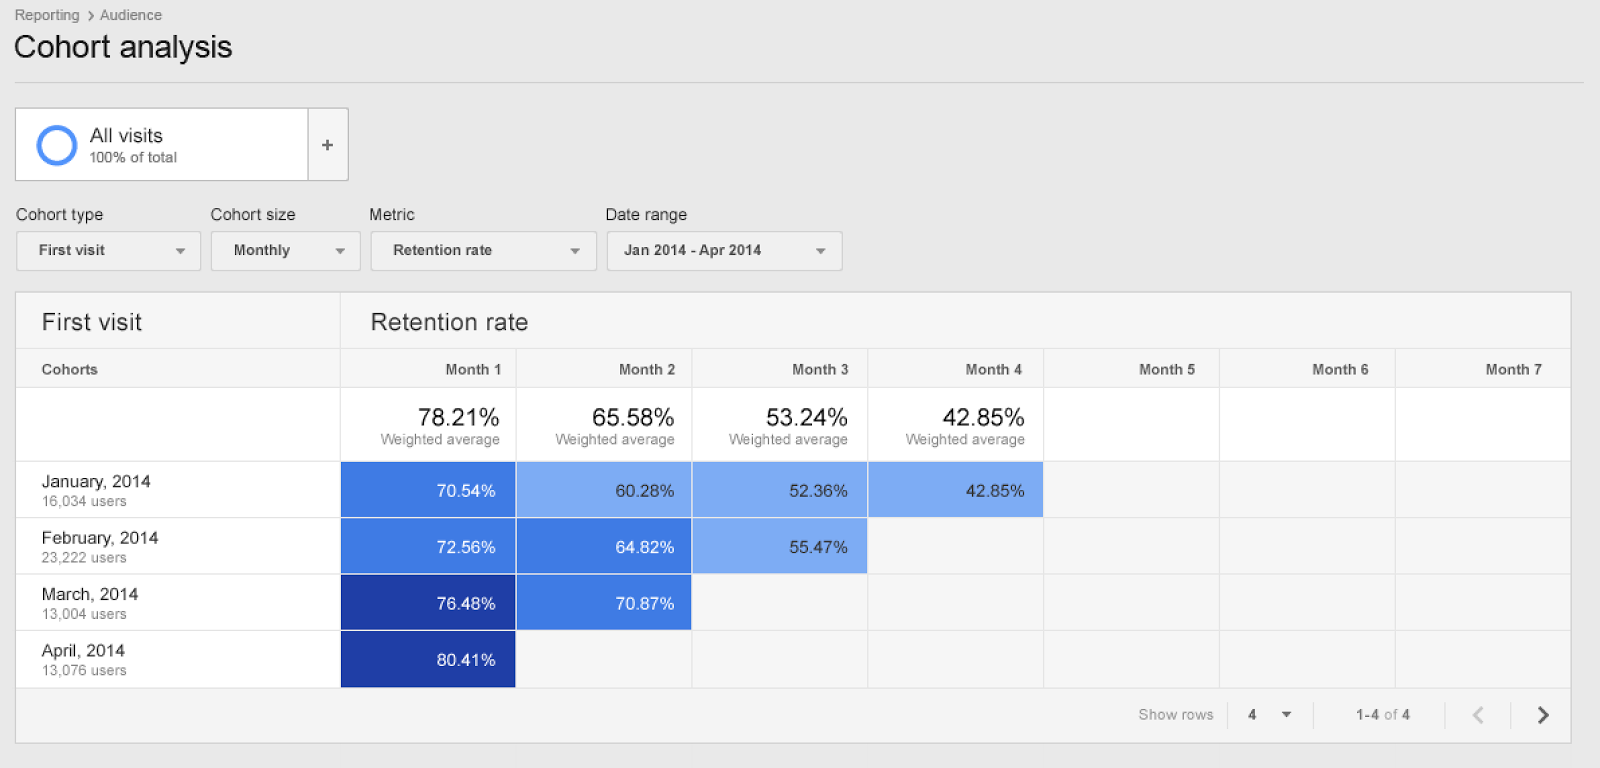 Reporting > Audience
Cohort analysis
All visits
100% of total
+
Cohort type Cohort size Metric Date range
First visit Monthly Retention rate Jan 2014 - Apr 2014
First visit Retention rate
Cohorts Month 1 Month 2 Month 3 Month 4 Month 5 Month 6 Month 7
78.21% 65.58% 53.24% 42.85%
Weighted average Weighted average Weighted average Weighted average
January, 2014
16,034 users
70.54% 60.28% 52.36% 42.85%
February, 2014
23,222 users
72.56% 64.82% 55.47%
March, 2014
13,004 users
76.48% 70.87%
April, 2014
13,076 users
80.41%
Show rows 4 1-4 of 4